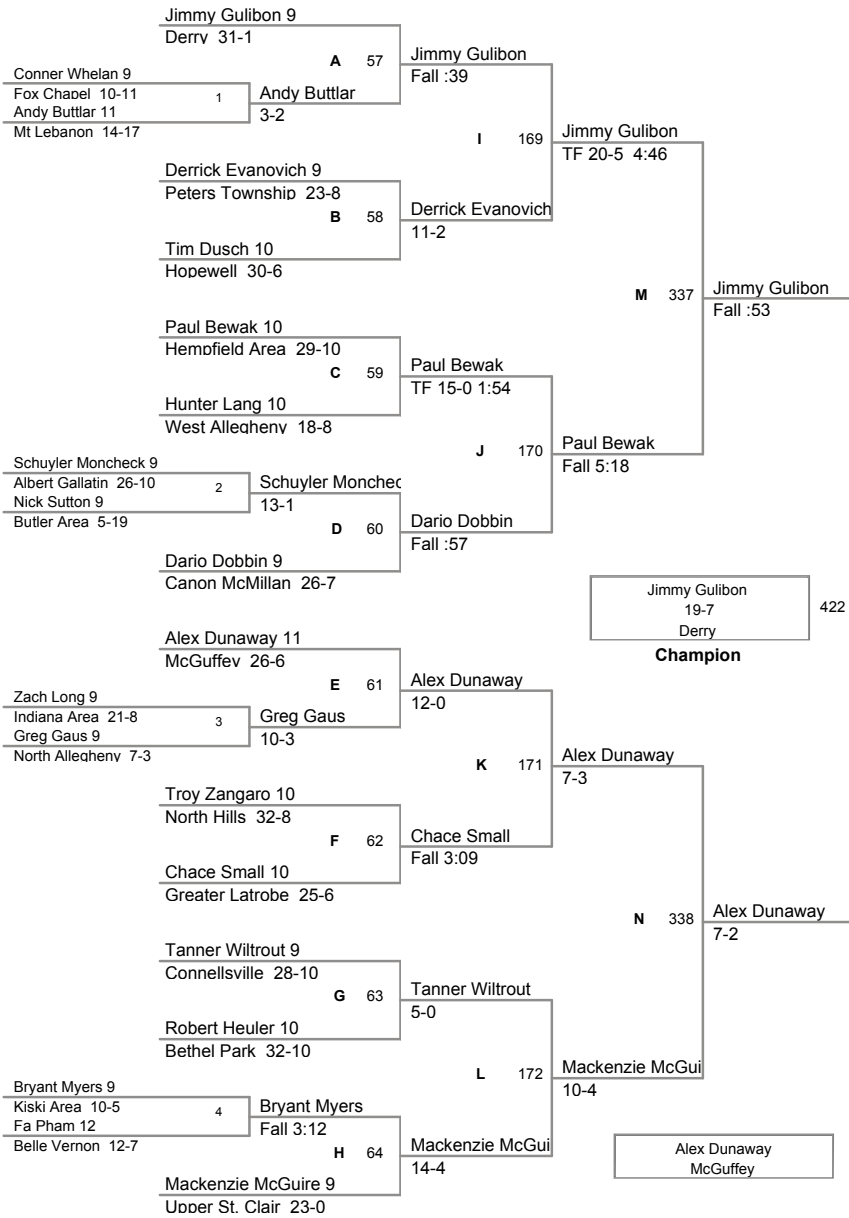 Jimmy Gulibon 9
Derry 31-1
A 57
Jimmy Gulibon
Fall :39
Conner Whelan 9
Fox Chapel 10-11
1
Andy Buttlar 11
Mt Lebanon 14-17
Andy Buttlar
3-2
I 169
Jimmy Gulibon
TF 20-5 4:46
Derrick Evanovich 9
Peters Township 23-8
B 58
Derrick Evanovich
11-2
Tim Dusch 10
Hopewell 30-6
M 337
Jimmy Gulibon
Fall :53
Paul Bewak 10
Hempfield Area 29-10
C 59
Paul Bewak
TF 15-0 1:54
Hunter Lang 10
West Allegheny 18-8
J 170
Paul Bewak
Fall 5:18
Schuyler Moncheck 9
Albert Gallatin 26-10
2
Nick Sutton 9
Butler Area 5-19
Schuyler Monchec
13-1
D 60
Dario Dobbin
Fall :57
Dario Dobbin 9
Canon McMillan 26-7
Jimmy Gulibon
19-7
Derry
422
Champion
Alex Dunaway 11
McGuffey 26-6
E 61
Alex Dunaway
12-0
Zach Long 9
Indiana Area 21-8
3
Greg Gaus 9
North Allegheny 7-3
Greg Gaus
10-3
K 171
Alex Dunaway
7-3
Troy Zangaro 10
North Hills 32-8
F 62
Chace Small
Fall 3:09
Chace Small 10
Greater Latrobe 25-6
N 338
Alex Dunaway
7-2
Tanner Wiltrout 9
Connellsville 28-10
G 63
Tanner Wiltrout
5-0
Robert Heuler 10
Bethel Park 32-10
L 172
Mackenzie McGui
10-4
Bryant Myers 9
Kiski Area 10-5
4
Fa Pham 12
Belle Vernon 12-7
Bryant Myers
Fall 3:12
H 64
Mackenzie McGui
14-4
Mackenzie McGuire 9
Upper St. Clair 23-0
Alex Dunaway
McGuffey